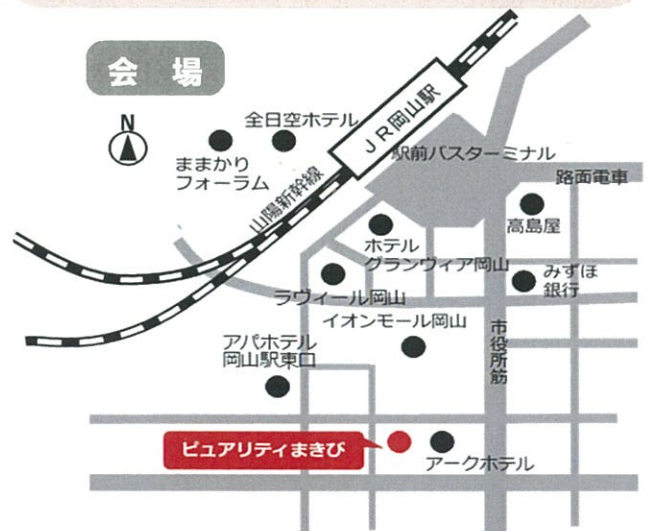 会 場
N
全日空ホテル
ままかり
フォーラム
山陽新幹線
JR岡山駅
駅前バスターミナル
路面電車
高島屋
ホテル
グランヴィア岡山
みずほ
銀行
ラヴィール岡山
イオンモール岡山
市役所筋
アパホテル
岡山駅東口
ピュアリティまきび
アークホテル